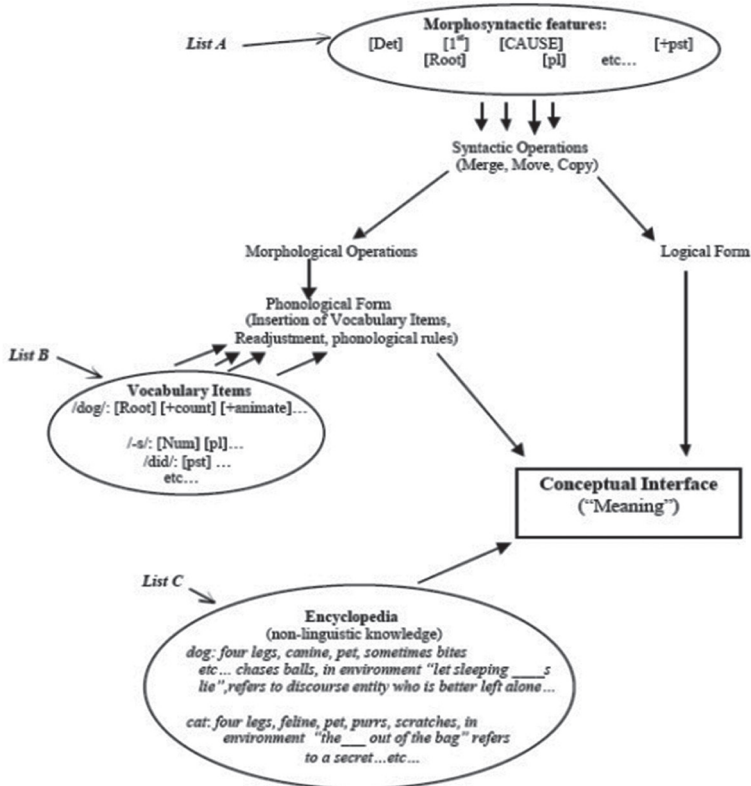 Morphosyntactic features:
List A
[Det] [1st] [CAUSE] [+pst]
[Root] [pl] etc…
Syntactic Operations
(Merge, Move, Copy)
Morphological Operations
Logical Form
Phonological Form
(Insertion of Vocabulary Items,
Readjustment, phonological rules)
List B
Vocabulary Items
/dog/: [Root] [+count] [+animate]…
/-s/: [Num] [pl]…
/did/: [pst] …
etc…
Conceptual Interface
("Meaning")
List C
Encyclopedia
(non-linguistic knowledge)
dog: four legs, canine, pet, sometimes bites
etc… chases balls, in environment "let sleeping ____s
lie", refers to discourse entity who is better left alone…
cat: four legs, feline, pet, purrs, scratches, in
environment "the___ out of the bag" refers
to a secret…etc…